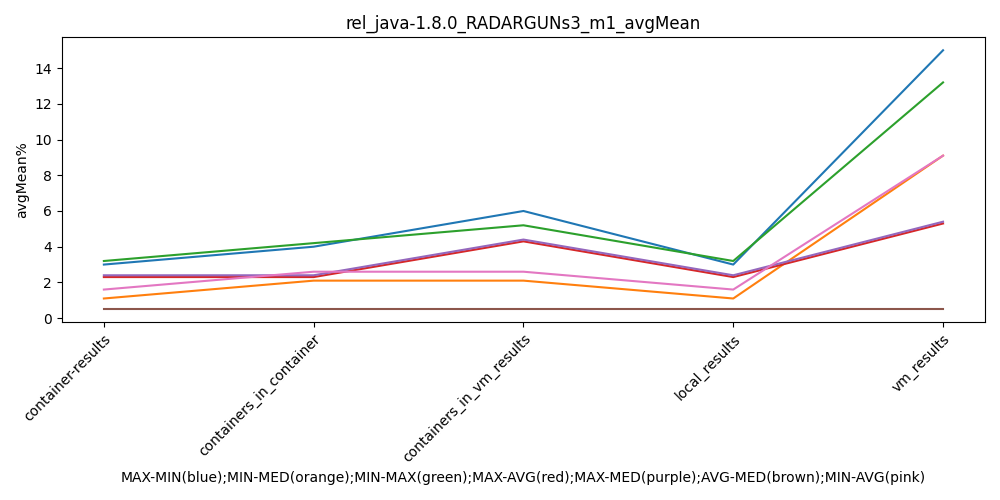 rel_java-1.8.0_RADARGUNs3_m1_avgMean
avgMean%
14
12
10
8
6
4
2
0
container-results
containers_in_container
containers_in_vm_results
local_results
vm_results
MAX-MIN(blue);MIN-MED(orange);MIN-MAX(green);MAX-AVG(red);MAX-MED(purple);AVG-MED(brown);MIN-AVG(pink)